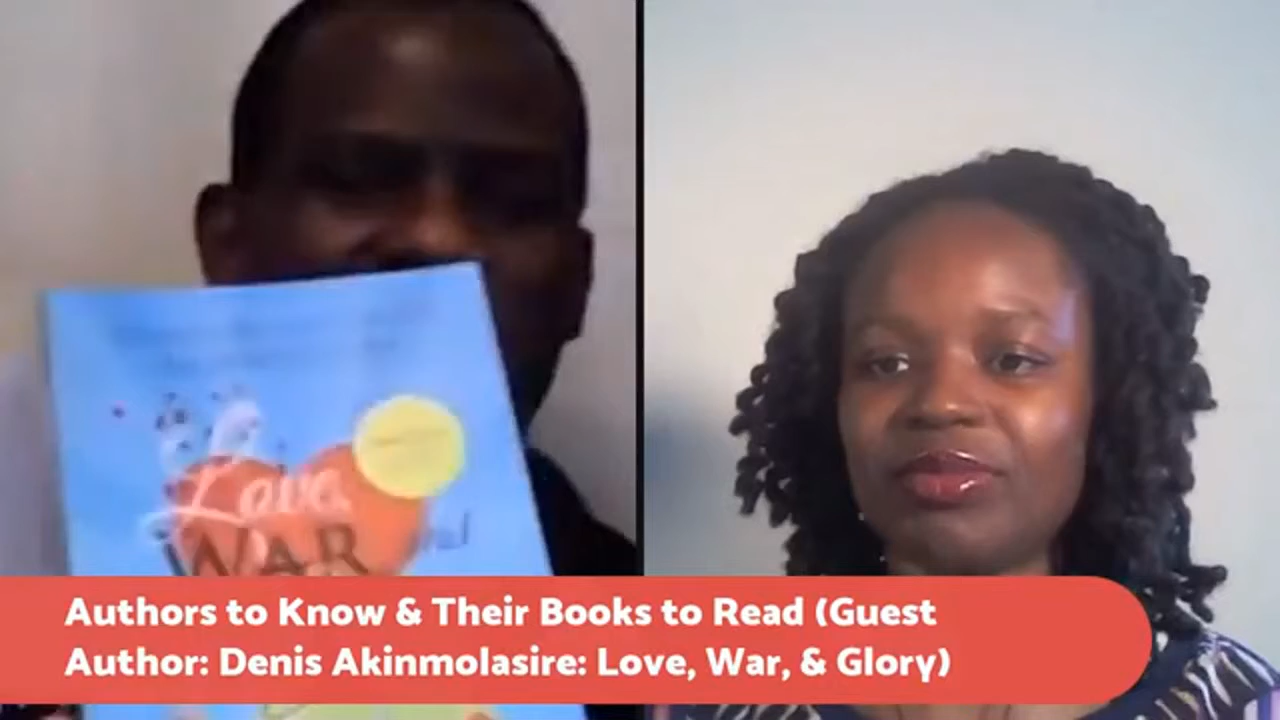 Love
WAR
Authors to Know & Their Books to Read (Guest
Author: Denis Akinmolasire: Love, War, & Glory)